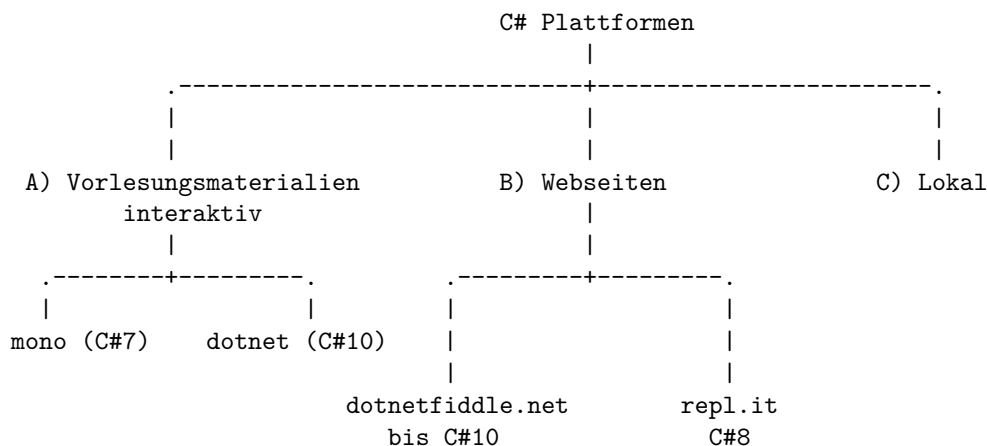 C# Plattformen
A) Vorlesungsmaterialien B) Webseiten C) Lokal
interaktiv
mono (C#7) dotnet (C#10)
dotnetfiddle.net repl.it
bis C#10 C#8